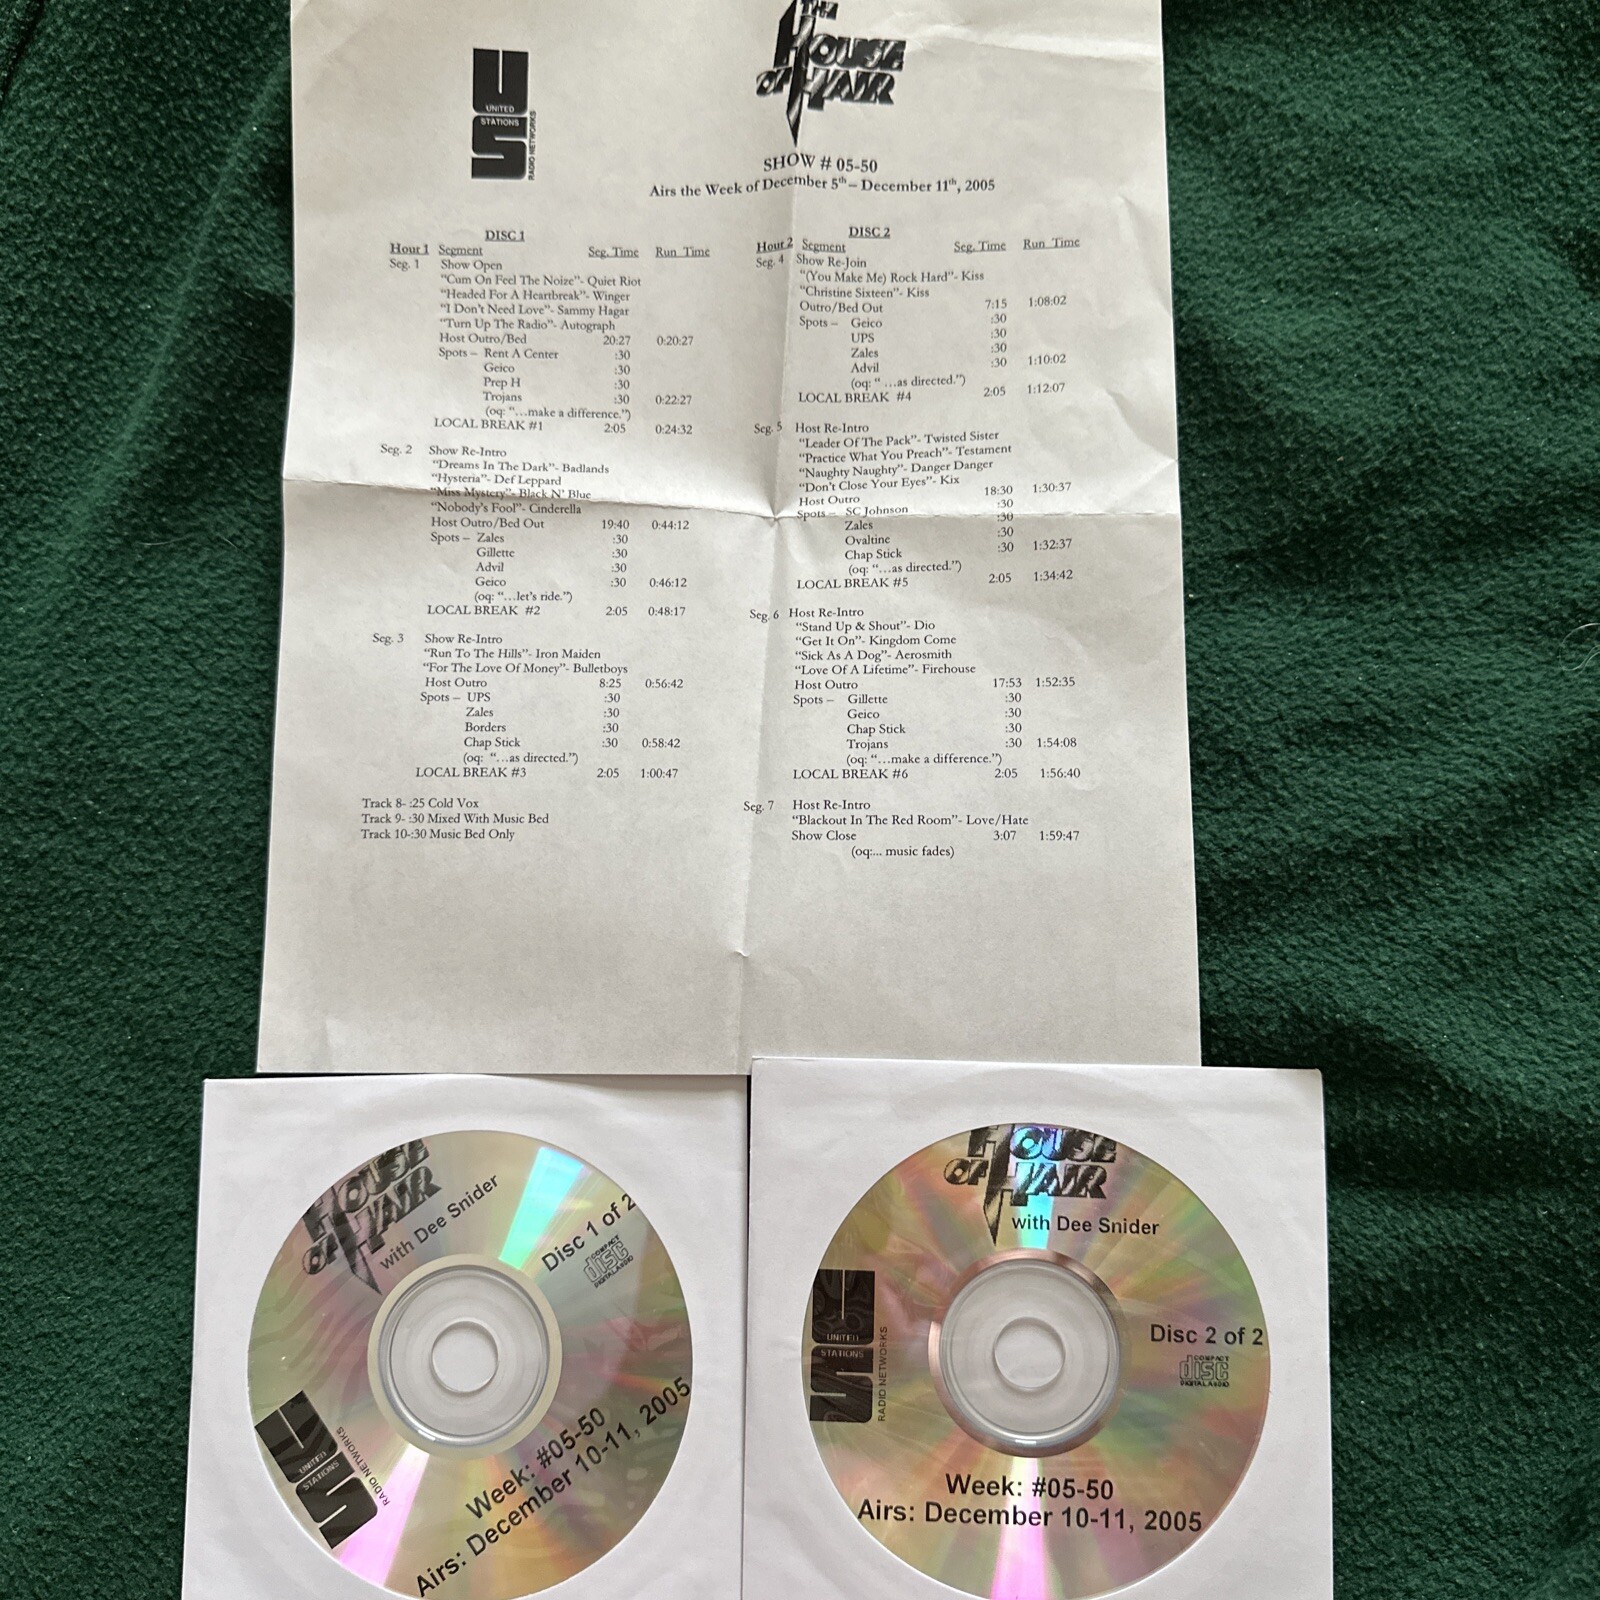 THE
HOUSE
OF HAIR
US
UNITED
STATIONS
RADIO NETWORKS
SHOW # 05-50
Airs the Week of December 5th – December 11th, 2005
DISC 1
Hour 1 Segment Seg. Time Run Time
Seg. 1 Show Open
"Cum On Feel The Noize"- Quiet Riot
"Headed For A Heartbreak"- Winger
"I Don't Need Love"- Sammy Hagar
"Turn Up The Radio"- Autograph
Host Outro/Bed 20:27 0:20:27
Spots – Rent A Center :30
Geico :30
Prep H :30
Trojans :30 0:22:27
(oq: "…make a difference.")
LOCAL BREAK #1 2:05 0:24:32
Seg. 2 Show Re-Intro
"Dreams In The Dark"- Badlands
"Hysteria"- Def Leppard
"Miss Mystery"- Black N' Blue
"Nobody's Fool"- Cinderella
Host Outro/Bed Out 19:40 0:44:12
Spots – Zales :30
Gillette :30
Advil :30
Geico :30 0:46:12
(oq: "…let's ride.")
LOCAL BREAK #2 2:05 0:48:17
Seg. 3 Show Re-Intro
"Run To The Hills"- Iron Maiden
"For The Love Of Money"- Bulletboys
Host Outro 8:25 0:56:42
Spots – UPS :30
Zales :30
Borders :30
Chap Stick :30 0:58:42
(oq: "…as directed.")
LOCAL BREAK #3 2:05 1:00:47
Track 8- :25 Cold Vox
Track 9- :30 Mixed With Music Bed
Track 10-:30 Music Bed Only
DISC 2
Hour 2 Segment Seg. Time Run Time
Seg. 4 Show Re-Join
"(You Make Me) Rock Hard"- Kiss
"Christine Sixteen"- Kiss
Outro/Bed Out 7:15 1:08:02
Spots – Geico :30
UPS :30
Zales :30
Advil :30 1:10:02
(oq: "…as directed.")
LOCAL BREAK #4 2:05 1:12:07
Seg. 5 Host Re-Intro
"Leader Of The Pack"- Twisted Sister
"Practice What You Preach"- Testament
"Naughty Naughty"- Danger Danger
"Don't Close Your Eyes"- Kix
Host Outro 18:30 1:30:37
Spots – SC Johnson :30
Zales :30
Ovaltine :30
Chap Stick :30 1:32:37
(oq: "…as directed.")
LOCAL BREAK #5 2:05 1:34:42
Seg. 6 Host Re-Intro
"Stand Up & Shout"- Dio
"Get It On"- Kingdom Come
"Sick As A Dog"- Aerosmith
"Love Of A Lifetime"- Firehouse
Host Outro 17:53 1:52:35
Spots – Gillette :30
Geico :30
Chap Stick :30
Trojans :30 1:54:08
(oq: "…make a difference.")
LOCAL BREAK #6 2:05 1:56:40
Seg. 7 Host Re-Intro
"Blackout In The Red Room"- Love/Hate
Show Close 3:07 1:59:47
(oq:... music fades)
HOUSE
OF HAIR
with Dee Snider
Disc 1 of 2
COMPACT
disc
DIGITAL AUDIO
US
UNITED
STATIONS
RADIO NETWORKS
Week: #05-50
Airs: December 10-11, 2005
HOUSE
OF HAIR
with Dee Snider
US
UNITED
STATIONS
RADIO NETWORKS
Disc 2 of 2
COMPACT
disc
DIGITAL AUDIO
Week: #05-50
Airs: December 10-11, 2005